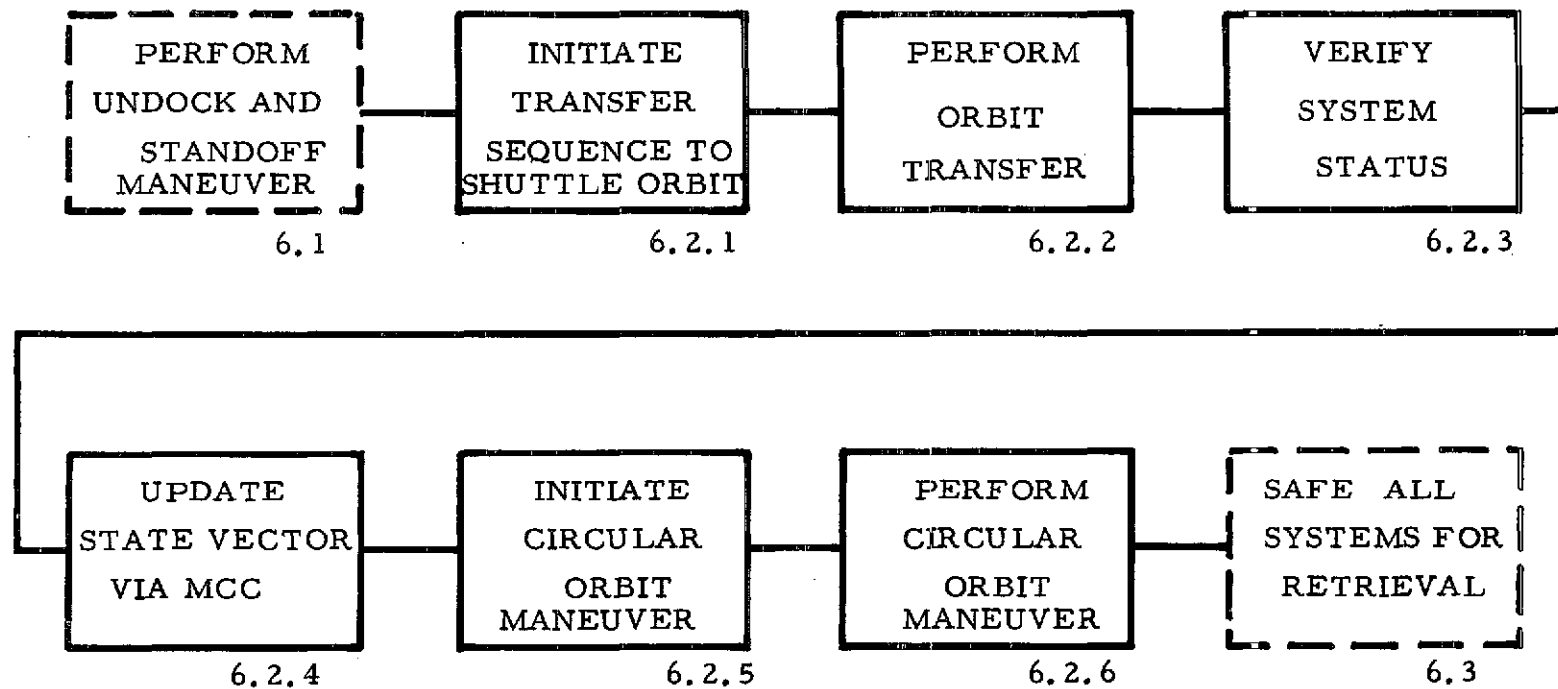 PERFORM
UNDOCK AND
STANDOFF
MANEUVER
6.1
INITIATE
TRANSFER
SEQUENCE TO
SHUTTLE ORBIT
6.2.1
PERFORM
ORBIT
TRANSFER
6.2.2
VERIFY
SYSTEM
STATUS
6.2.3
UPDATE
STATE VECTOR
VIA MCC
6.2.4
INITIATE
CIRCULAR
ORBIT
MANEUVER
6.2.5
PERFORM
CIRCULAR
ORBIT
MANEUVER
6.2.6
SAFE ALL
SYSTEMS FOR
RETRIEVAL
6.3